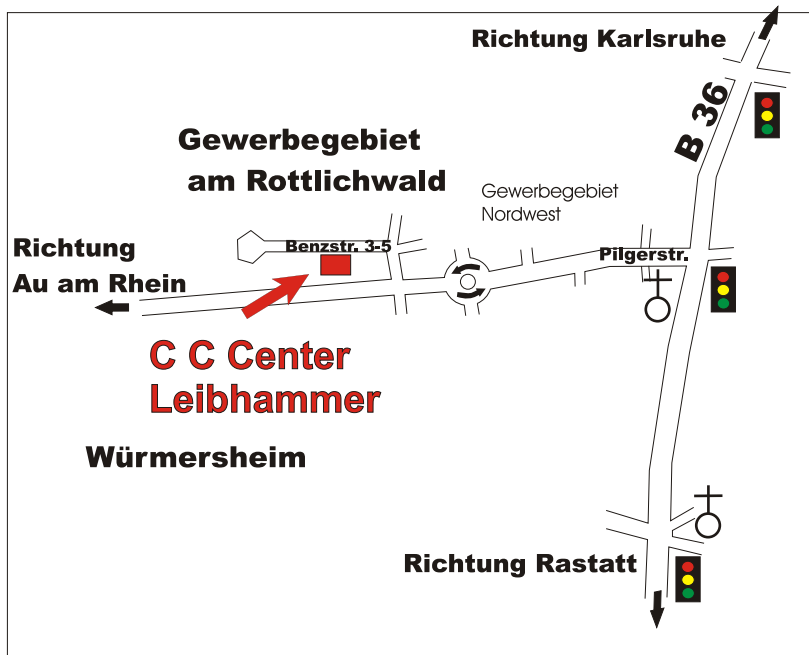 Richtung Karlsruhe
B 36
Gewerbegebiet
am Rottlichwald
Gewerbegebiet
Nordwest
Richtung
Au am Rhein
Benzstr. 3-5
Pilgerstr.
C C Center
Leibhammer
Würmersheim
Richtung Rastatt